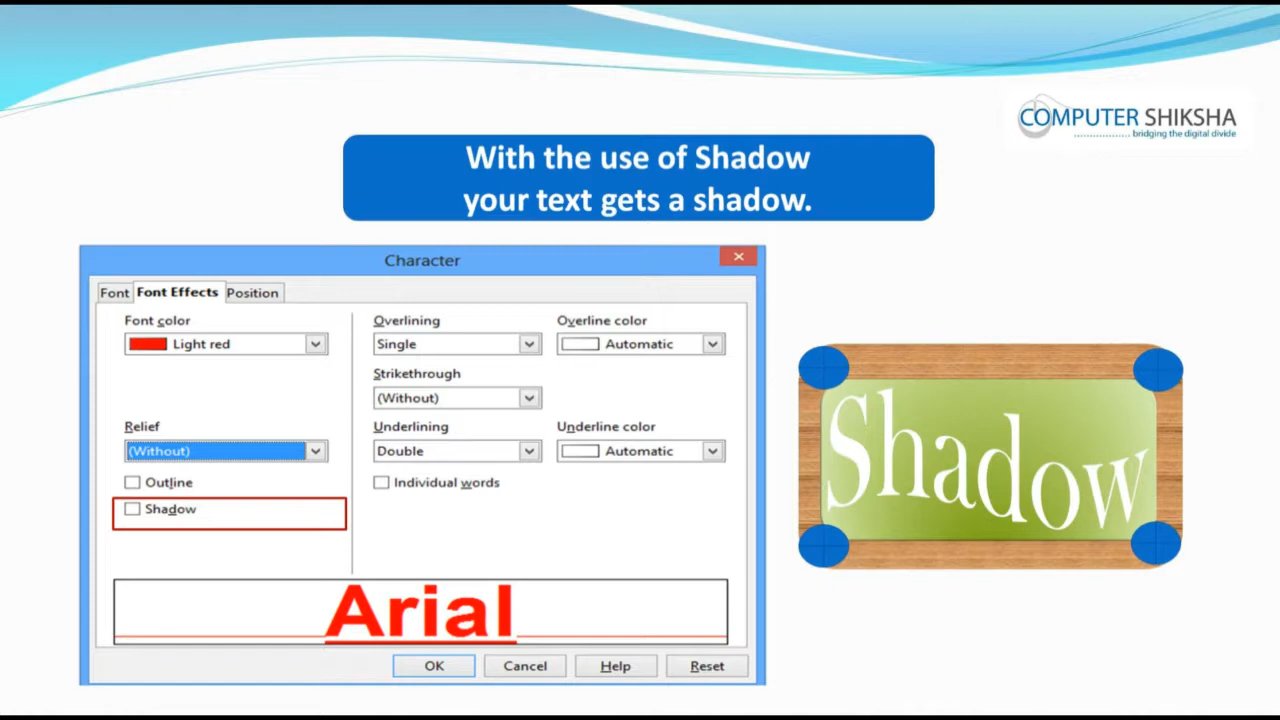 COMPUTER SHIKSHA
bridging the digital divide
With the use of Shadow
your text gets a shadow.
Character
Font Font Effects Position
Font color
Light red
Overlining
Single
Overline color
Automatic
Strikethrough
(Without)
Relief
(Without)
Underlining
Double
Underline color
Automatic
Outline
Individual words
Shadow
Arial
OK Cancel Help Reset
Shadow